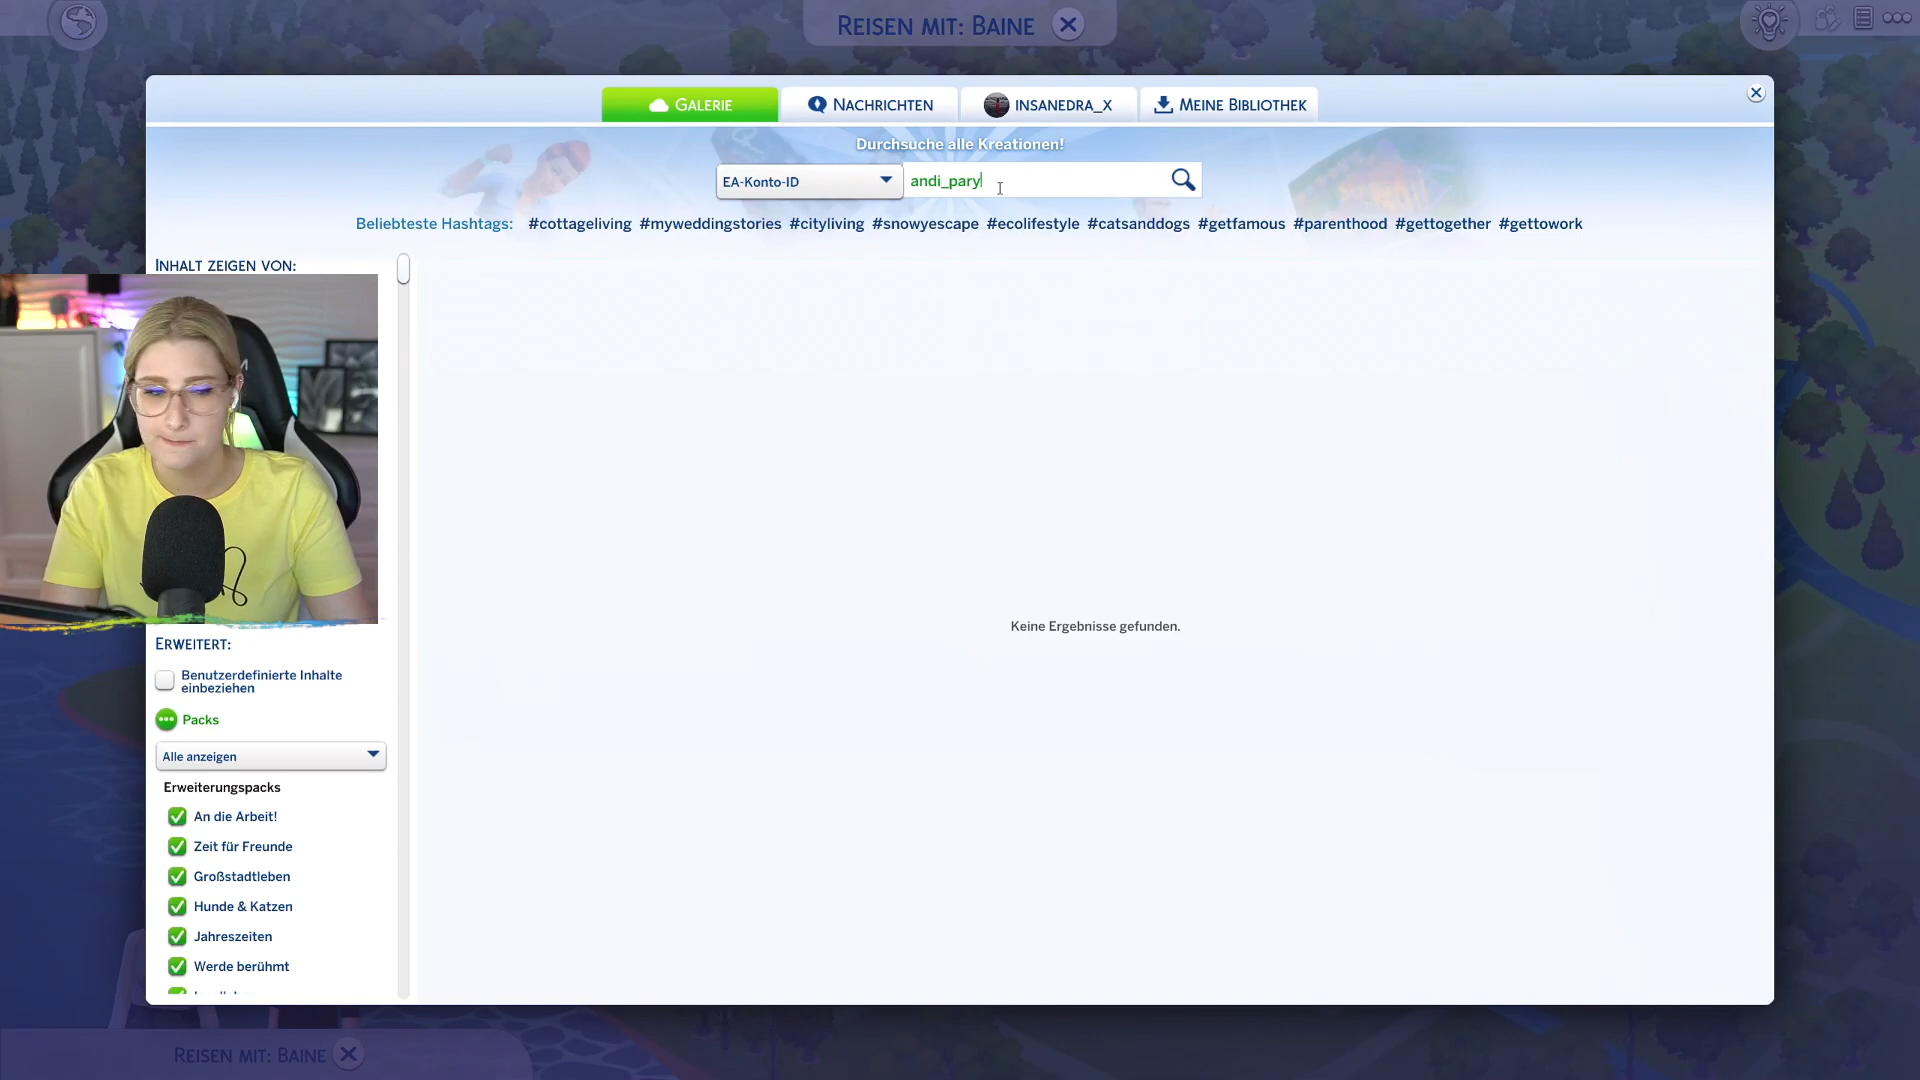 REISEN MIT: BAINE
GALERIE
NACHRICHTEN
INSANEDRA_X
MEINE BIBLIOTHEK
Durchsuche alle Kreationen!
EA-Konto-ID
andi_pary
Beliebteste Hashtags: #cottageliving #myweddingstories #cityliving #snowyescape #ecolifestyle #catsanddogs #getfamous #parenthood #gettogether #gettowork
INHALT ZEIGEN VON:
Keine Ergebnisse gefunden.
ERWEITERT:
Benutzerdefinierte Inhalte
einbeziehen
Packs
Alle anzeigen
Erweiterungspacks
An die Arbeit!
Zeit für Freunde
Großstadtleben
Hunde & Katzen
Jahreszeiten
Werde berühmt
REISEN MIT: BAINE